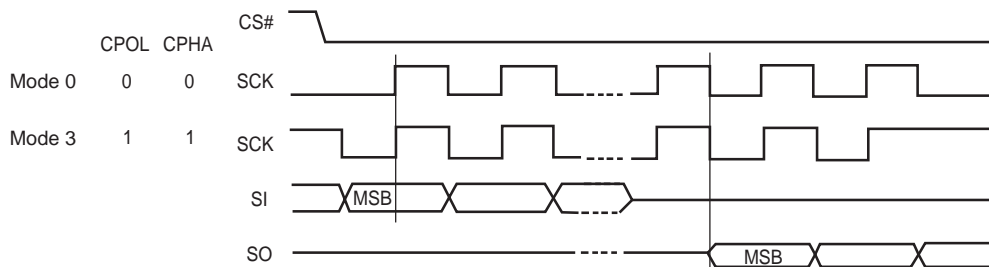 CS#
CPOL CPHA
Mode 0 0 0 SCK
Mode 3 1 1 SCK
SI MSB
SO MSB